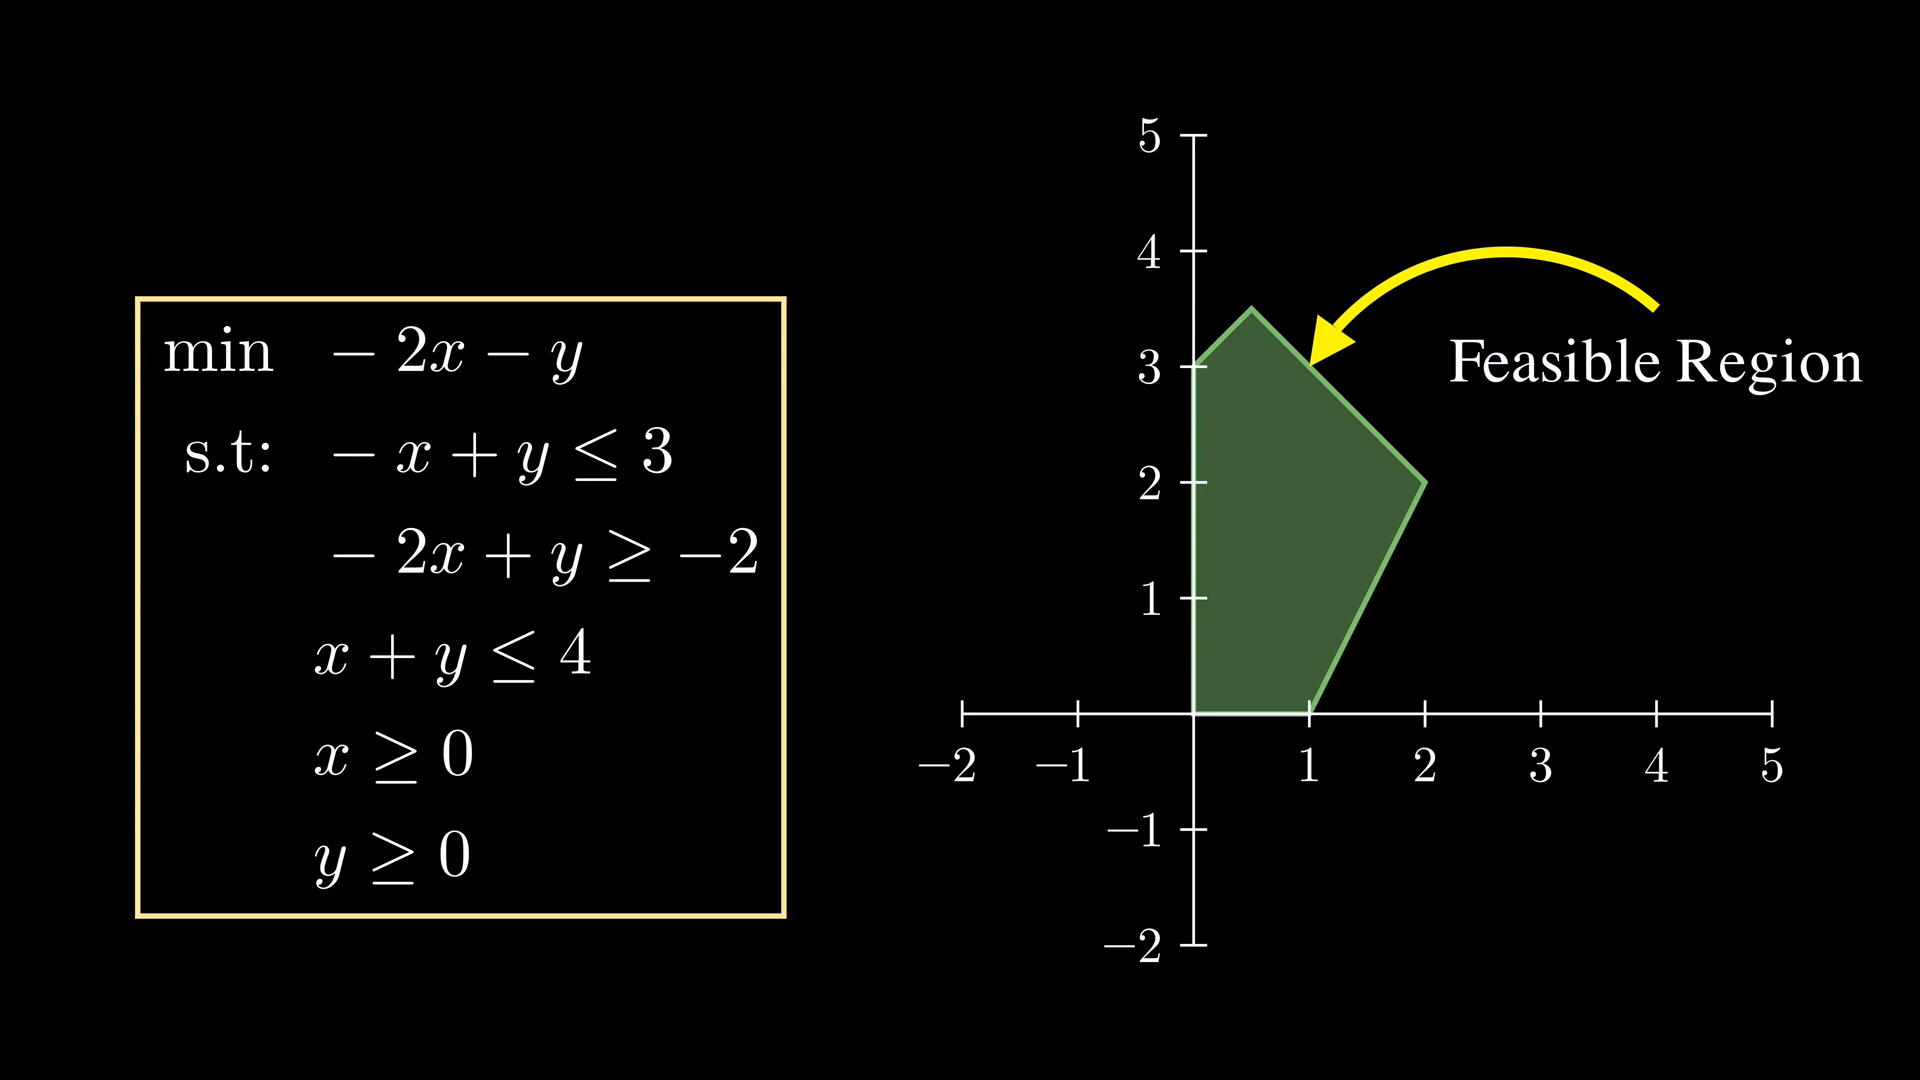 min −2x − y
s.t: −x + y ≤ 3
−2x + y ≥ −2
x + y ≤ 4
x ≥ 0
y ≥ 0
5
4
3
2
1
−1
−2
Feasible Region
−2 −1 1 2 3 4 5